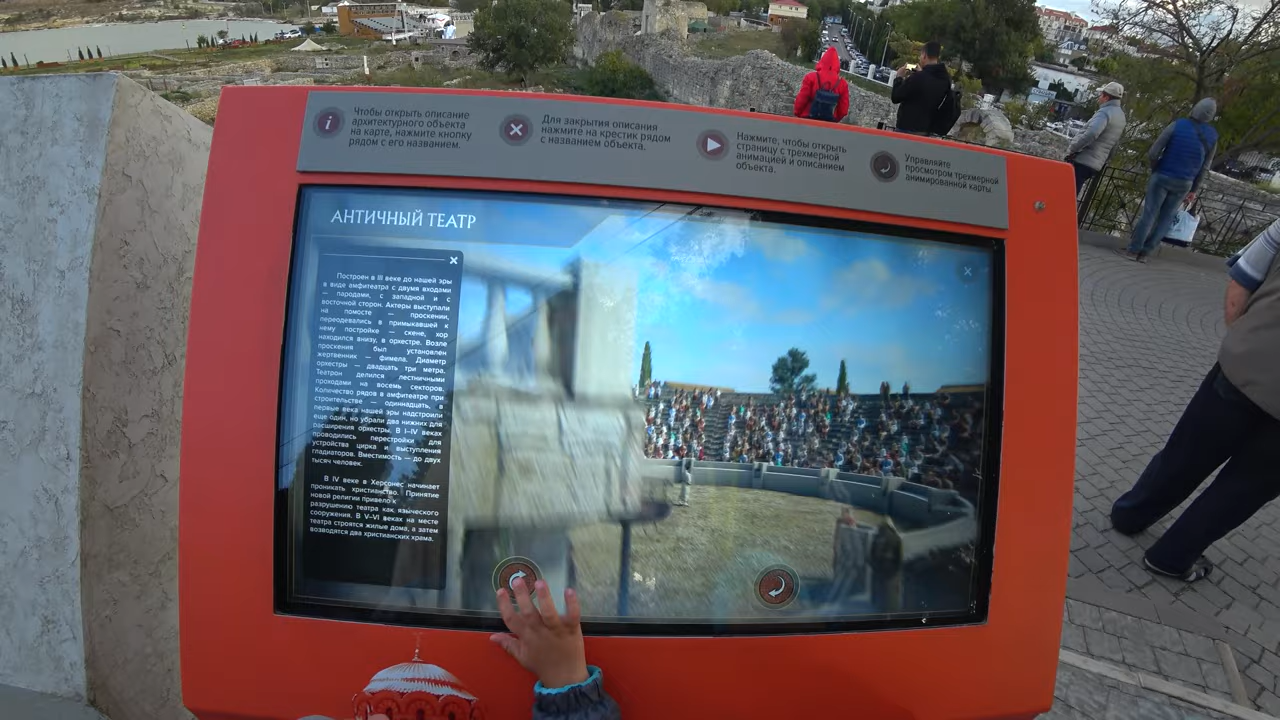 Чтобы открыть описание
архитектурного объекта
на карте, нажмите кнопку
рядом с его названием.
Для закрытия описания
нажмите на крестик рядом
с названием объекта.
Нажмите, чтобы открыть
страницу с трехмерной
анимацией и описанием
объекта.
Управляйте
просмотром трехмерной
анимированной карты.
АНТИЧНЫЙ ТЕАТР
Построен в III веке до нашей эры
в виде амфитеатра с двумя входами
— пародами, с западной и с
восточной сторон. Актеры выступали
на помосте — проскении,
переодевались в примыкавшей к
нему постройке — скене, хор
находился внизу, в орхестре. Возле
проскения был установлен
жертвенник — фимела. Диаметр
орхестры — двадцать три метра.
Театрон делился лестничными
проходами на восемь секторов.
Количество рядов в амфитеатре при
строительстве — одиннадцать, в
первые века нашей эры надстроили
еще один, но убрали два нижних для
расширения орхестры. В I–IV веках
проводились перестройки для
устройства цирка и выступления
гладиаторов. Вместимость — до двух
тысяч человек.
В IV веке в Херсонес начинает
проникать христианство. Принятие
новой религии привело к
разрушению театра как языческого
сооружения. В V–VI веках на месте
театра строятся жилые дома, а затем
возводятся два христианских храма.